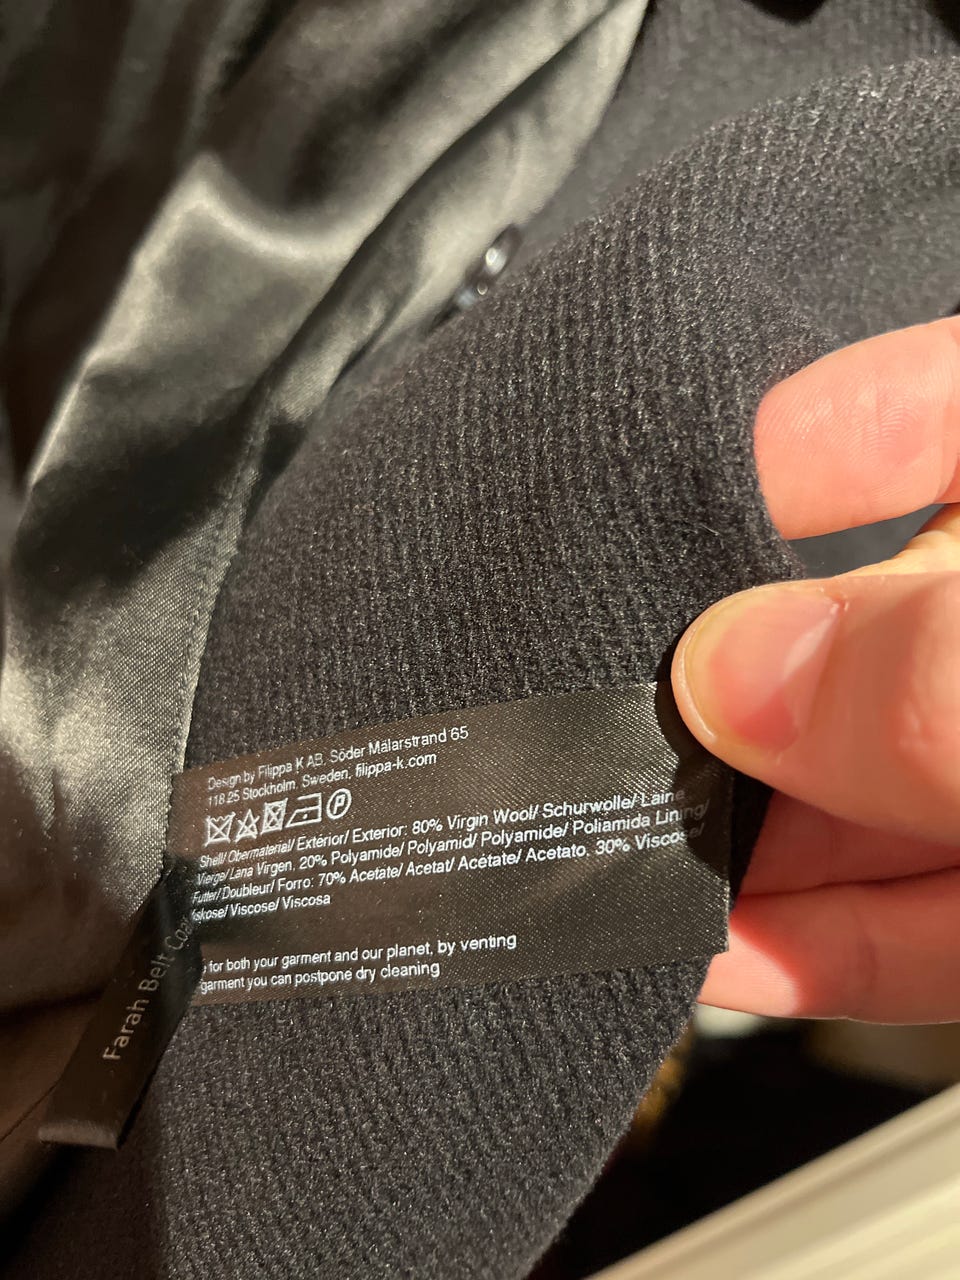 Design by Filippa K AB. Söder Mälarstrand 65
118 25 Stockholm. Sweden, filippa-k.com
P
Shell/ Obermaterial/ Extérior/ Exterior: 80% Virgin Wool/ Schurwolle/ Laine
Vierge/ Lana Virgen. 20% Polyamide/ Polyamid/ Polyamide/ Poliamida Lining/
Futter/ Doubleur/ Forro: 70% Acetate/ Acetat/ Acétate/ Acetato. 30% Viscose/
Viscose/ Viscosa
for both your garment and our planet, by venting
garment you can postpone dry cleaning
Farah Belt